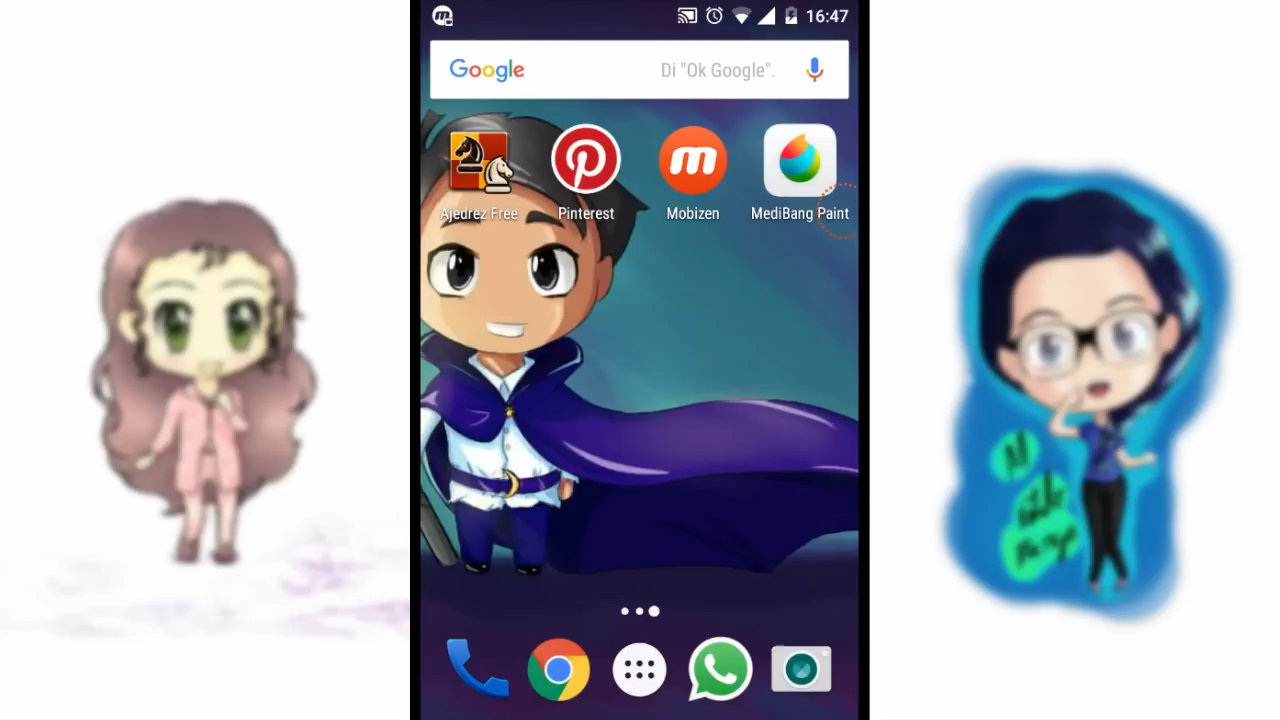 16:47
Google
Di "Ok Google".
Ajedrez Free
Pinterest
Mobizen
MediBang Paint